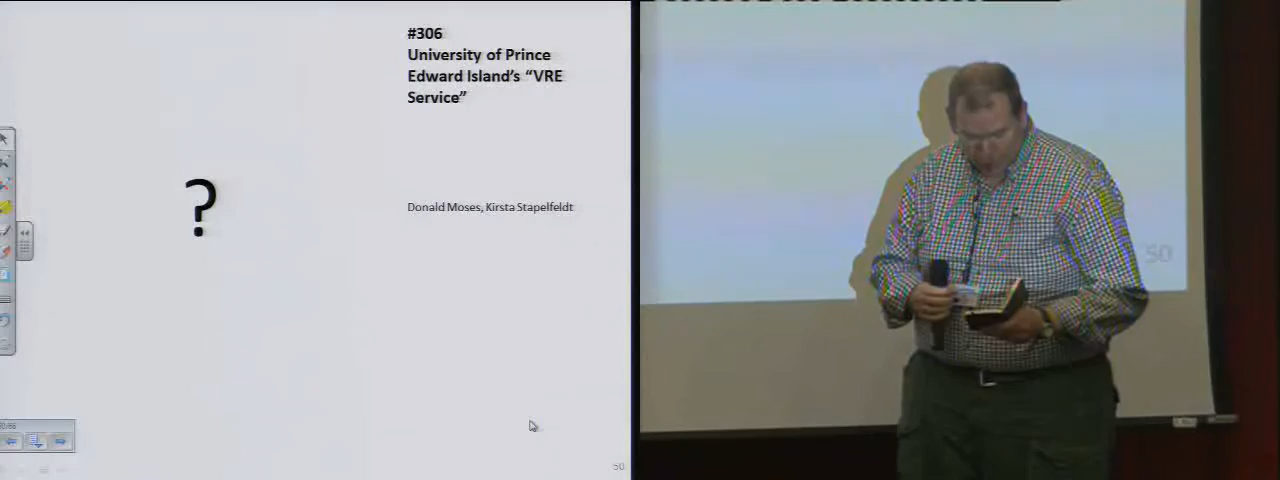 #306
University of Prince
Edward Island's “VRE
Service”
?
Donald Moses, Kirsta Stapelfeldt
50
50